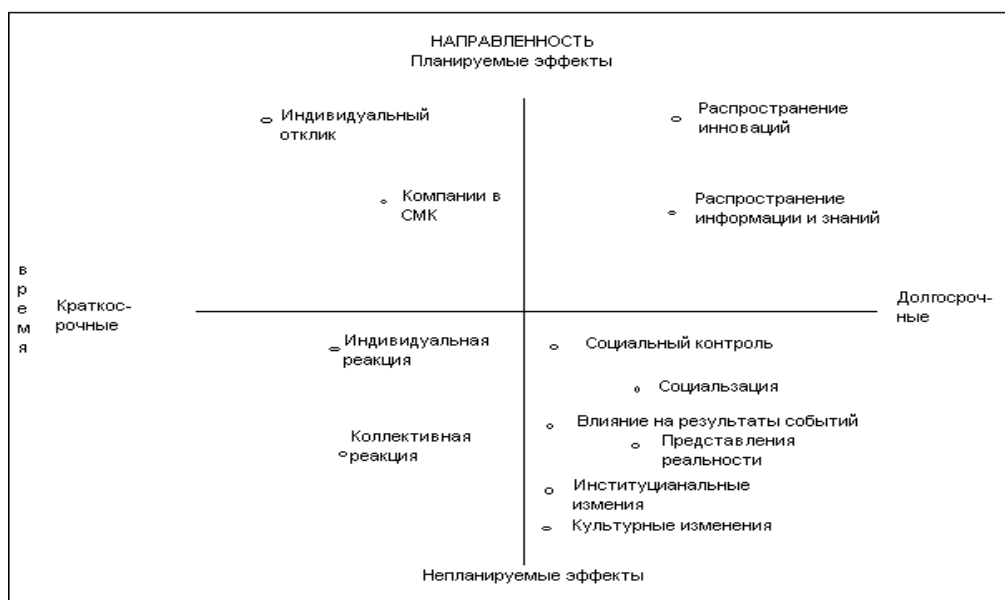 НАПРАВЛЕННОСТЬ
Планируемые эффекты
Индивидуальный
отклик
Распространение
инноваций
Компании в
СМК
Распространение
информации и знаний
время
Краткос-
рочные
Долгосроч-
ные
Индивидуальная
реакция
Социальный контроль
Социальзация
Влияние на результаты событий
Коллективная
реакция
Представления
реальности
Институцианальные
измения
Культурные изменения
Непланируемые эффекты